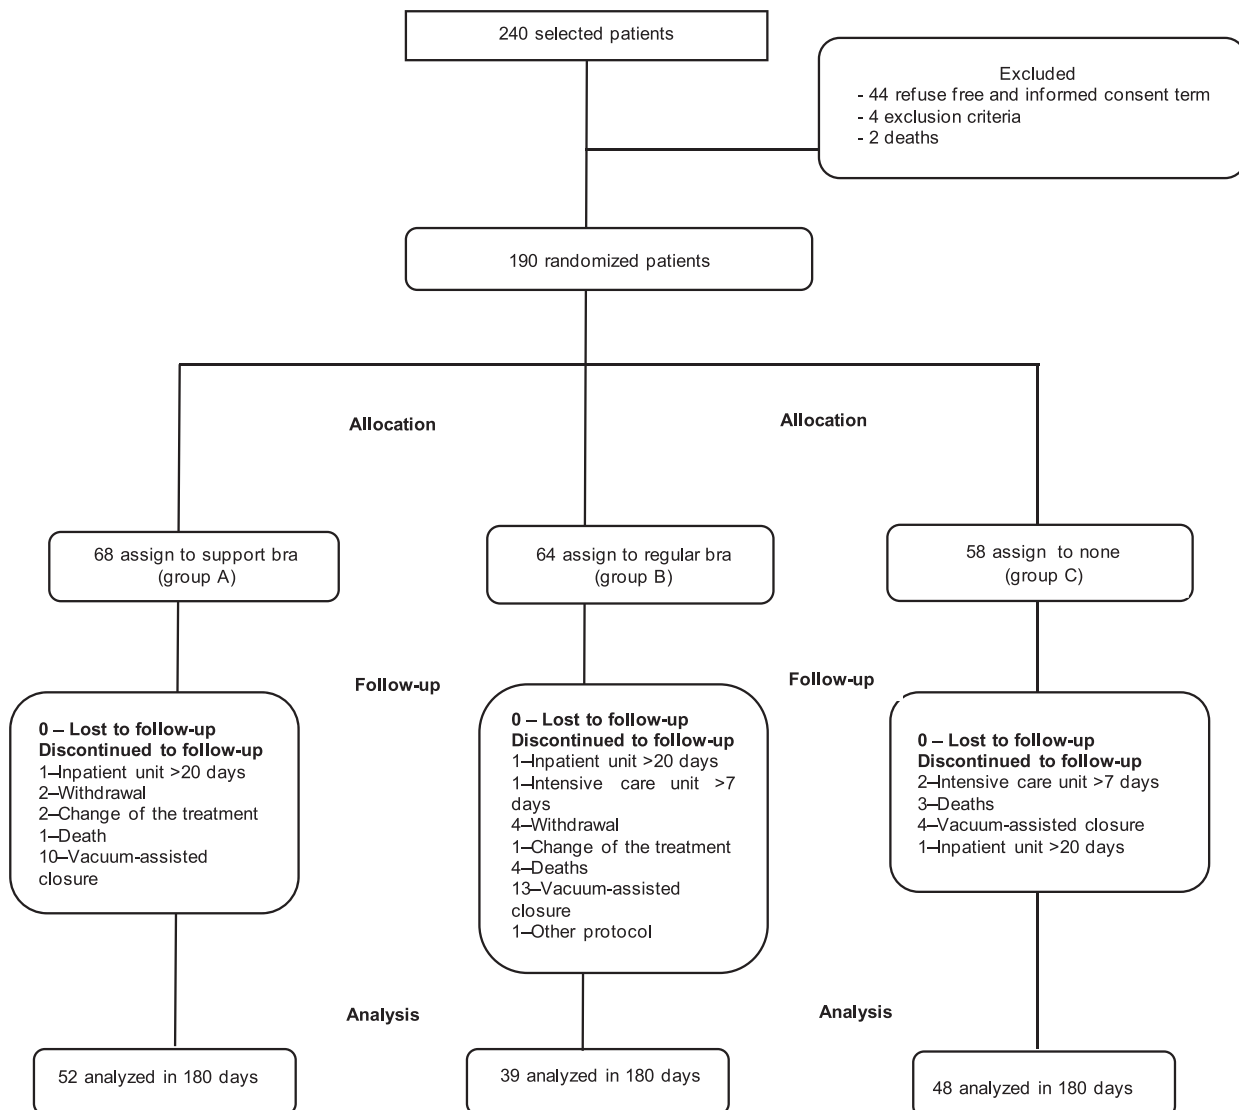 240 selected patients
Excluded
- 44 refuse free and informed consent term
- 4 exclusion criteria
- 2 deaths
190 randomized patients
Allocation
Allocation
68 assign to support bra
(group A)
64 assign to regular bra
(group B)
58 assign to none
(group C)
Follow-up
Follow-up
0 – Lost to follow-up
Discontinued to follow-up
1–Inpatient unit >20 days
2–Withdrawal
2–Change of the treatment
1–Death
10–Vacuum-assisted
closure
0 – Lost to follow-up
Discontinued to follow-up
1–Inpatient unit >20 days
1–Intensive care unit >7
days
4–Withdrawal
1–Change of the treatment
4–Deaths
13–Vacuum-assisted
closure
1–Other protocol
0 – Lost to follow-up
Discontinued to follow-up
2–Intensive care unit >7 days
3–Deaths
4–Vacuum-assisted closure
1–Inpatient unit >20 days
Analysis
Analysis
52 analyzed in 180 days
39 analyzed in 180 days
48 analyzed in 180 days